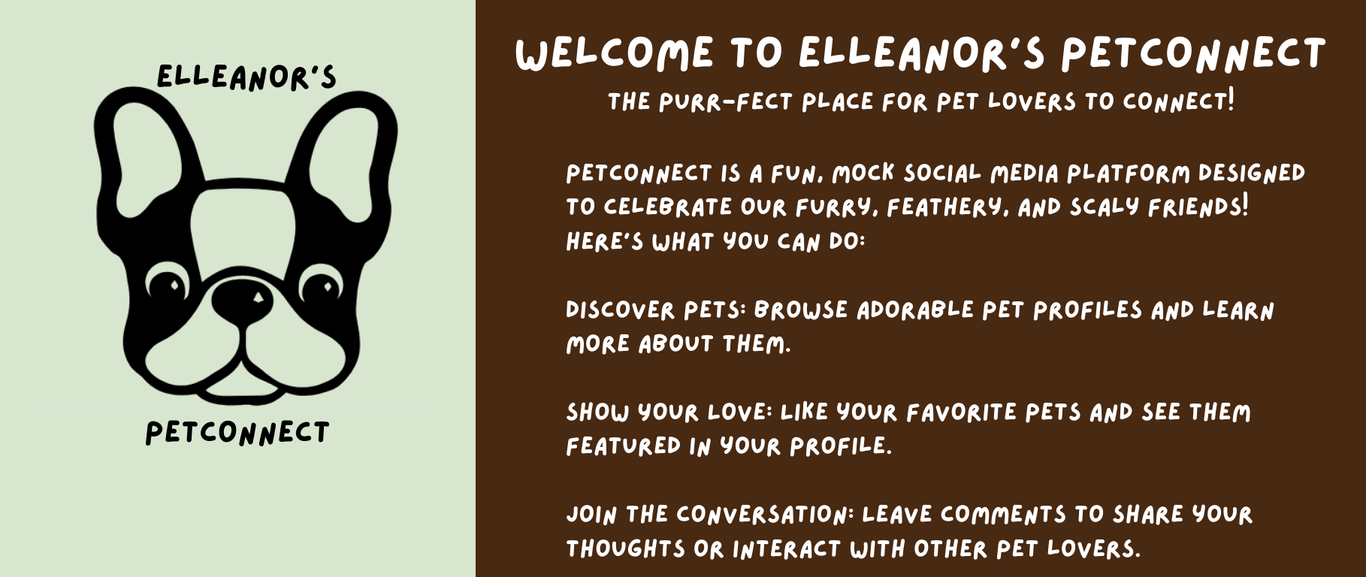 ELLEANOR'S
PETCONNECT
WELCOME TO ELLEANOR'S PETCONNECT
THE PURR-FECT PLACE FOR PET LOVERS TO CONNECT!
PETCONNECT IS A FUN, MOCK SOCIAL MEDIA PLATFORM DESIGNED
TO CELEBRATE OUR FURRY, FEATHERY, AND SCALY FRIENDS!
HERE'S WHAT YOU CAN DO:
DISCOVER PETS: BROWSE ADORABLE PET PROFILES AND LEARN
MORE ABOUT THEM.
SHOW YOUR LOVE: LIKE YOUR FAVORITE PETS AND SEE THEM
FEATURED IN YOUR PROFILE.
JOIN THE CONVERSATION: LEAVE COMMENTS TO SHARE YOUR
THOUGHTS OR INTERACT WITH OTHER PET LOVERS.